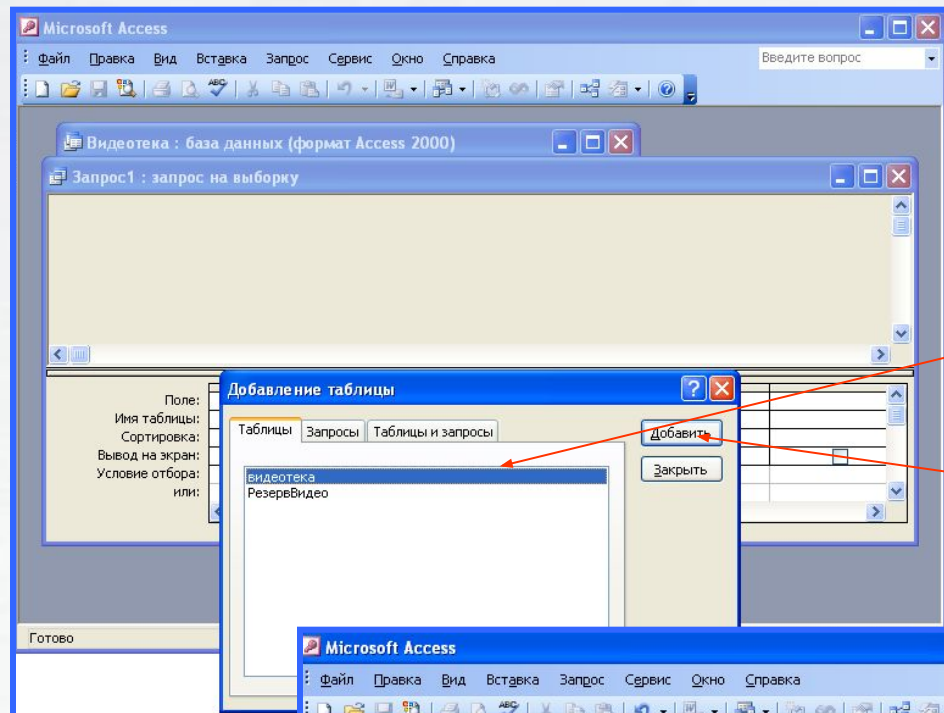 Microsoft Access
Файл Правка Вид Вставка Запрос Сервис Окно Справка
Введите вопрос
Видеотека : база данных (формат Access 2000)
Запрос1 : запрос на выборку
Поле:
Имя таблицы:
Сортировка:
Вывод на экран:
Условие отбора:
или:
Добавление таблицы
Таблицы Запросы Таблицы и запросы
Добавить
Закрыть
видеотека
РезервВидео
Готово
Microsoft Access
Файл Правка Вид Вставка Запрос Сервис Окно Справка